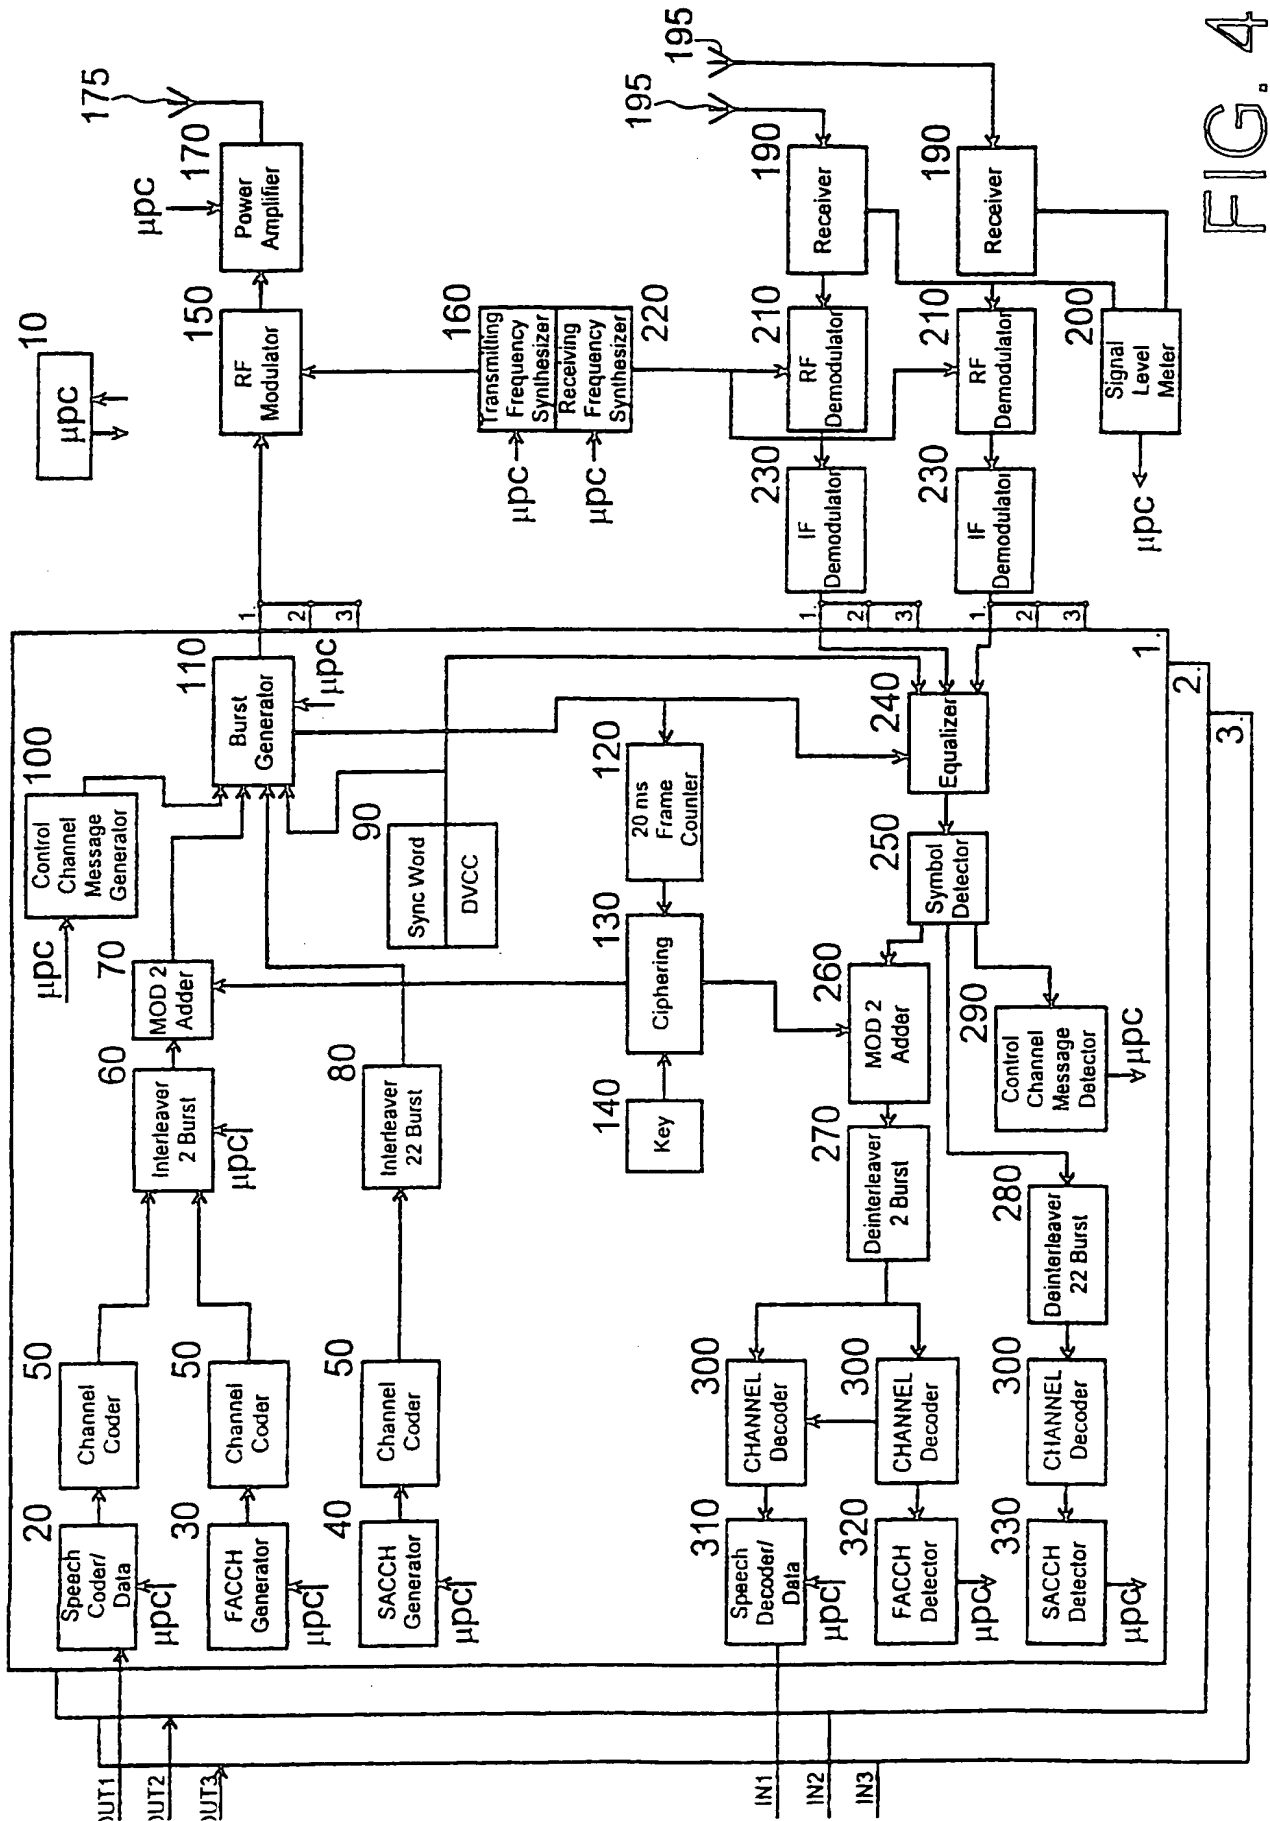 10
μpc
175
170
μpc
Power
Amplifier
150
RF
Modulator
160
Transmitting
Frequency
Synthesizer
Receiving
Frequency
Synthesizer
220
μpc
μpc
195
195
190
Receiver
190
Receiver
210
RF
Demodulator
210
RF
Demodulator
200
Signal
Level
Meter
μpc
230
IF
Demodulator
230
IF
Demodulator
FIG. 4
1.
2
3
1.
2
3
1.
2
3
1.
2.
3.
110
Burst
Generator
μpc
100
Control
Channel
Message
Generator
μpc
90
Sync Word
DVCC
70
MOD 2
Adder
60
Interleaver
2 Burst
μpc
80
Interleaver
22 Burst
120
20 ms
Frame
Counter
130
Ciphering
140
Key
240
Equalizer
250
Symbol
Detector
260
MOD 2
Adder
270
Deinterleaver
2 Burst
290
Control
Channel
Message
Detector
μpc
280
Deinterleaver
22 Burst
50
Channel
Coder
50
Channel
Coder
50
Channel
Coder
20
Speech
Coder/
Data
μpc
30
FACCH
Generator
μpc
40
SACCH
Generator
μpc
300
CHANNEL
Decoder
300
CHANNEL
Decoder
300
CHANNEL
Decoder
310
Speech
Decoder/
Data
μpc
320
FACCH
Detector
μpc
330
SACCH
Detector
μpc
OUT1
OUT2
OUT3
IN1
IN2
IN3